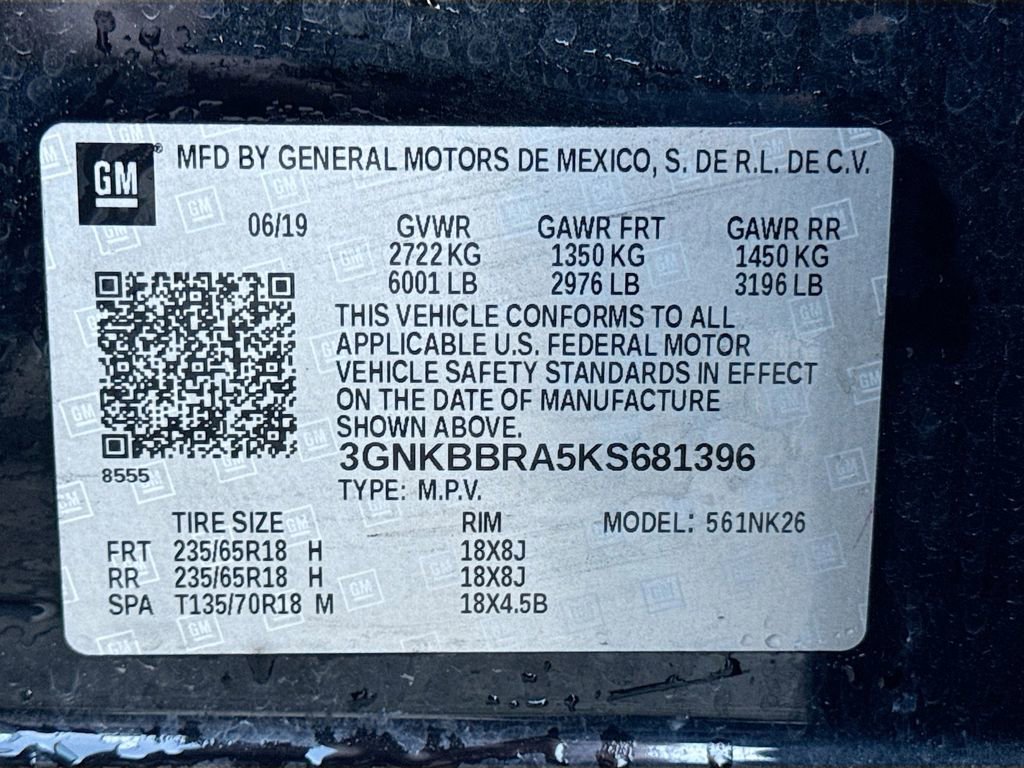 GM® MFD BY GENERAL MOTORS DE MEXICO, S. DE R.L. DE C.V.
06/19 GVWR GAWR FRT GAWR RR
2722 KG 1350 KG 1450 KG
6001 LB 2976 LB 3196 LB
THIS VEHICLE CONFORMS TO ALL
APPLICABLE U.S. FEDERAL MOTOR
VEHICLE SAFETY STANDARDS IN EFFECT
ON THE DATE OF MANUFACTURE
SHOWN ABOVE.
3GNKBBRA5KS681396
8555
TYPE: M.P.V.
TIRE SIZE RIM MODEL: 561NK26
FRT 235/65R18 H 18X8J
RR 235/65R18 H 18X8J
SPA T135/70R18 M 18X4.5B